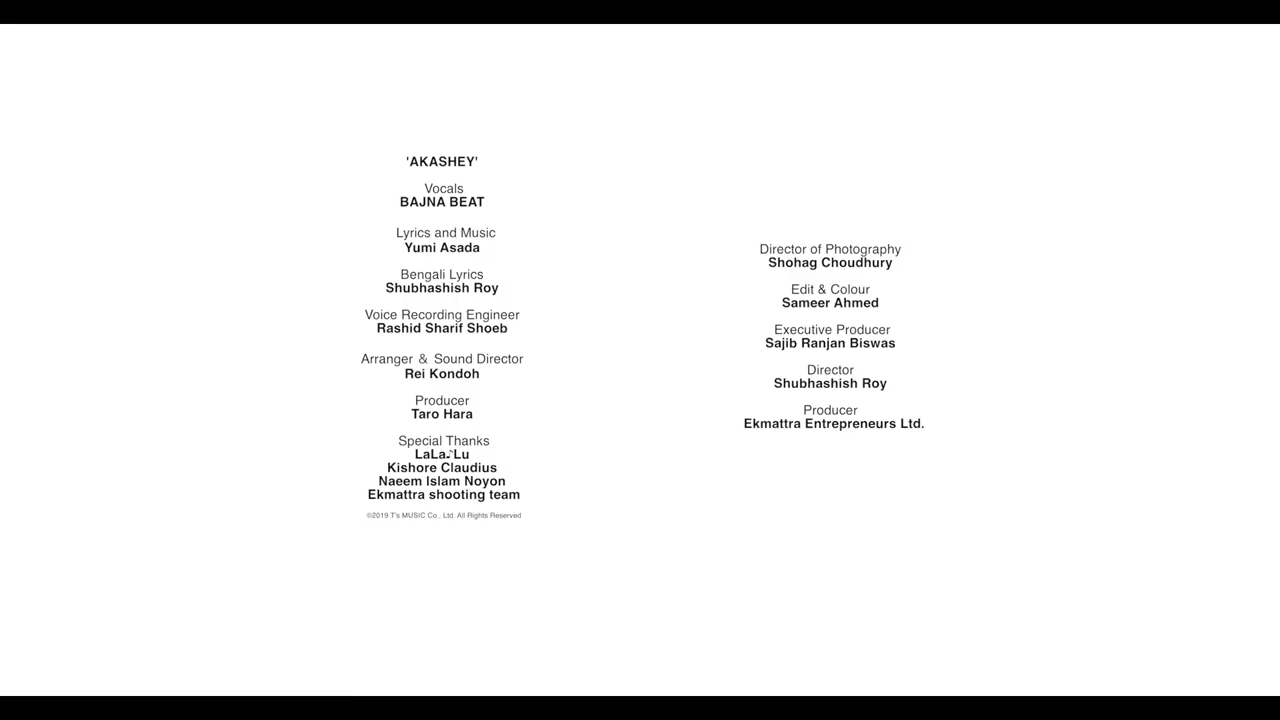 'AKASHEY'
Vocals
BAJNA BEAT
Lyrics and Music
Yumi Asada
Bengali Lyrics
Shubhashish Roy
Voice Recording Engineer
Rashid Sharif Shoeb
Arranger & Sound Director
Rei Kondoh
Producer
Taro Hara
Special Thanks
LaLa♪Lu
Kishore Claudius
Naeem Islam Noyon
Ekmattra shooting team
©2019 T's MUSIC Co., Ltd. All Rights Reserved
Director of Photography
Shohag Choudhury
Edit & Colour
Sameer Ahmed
Executive Producer
Sajib Ranjan Biswas
Director
Shubhashish Roy
Producer
Ekmattra Entrepreneurs Ltd.